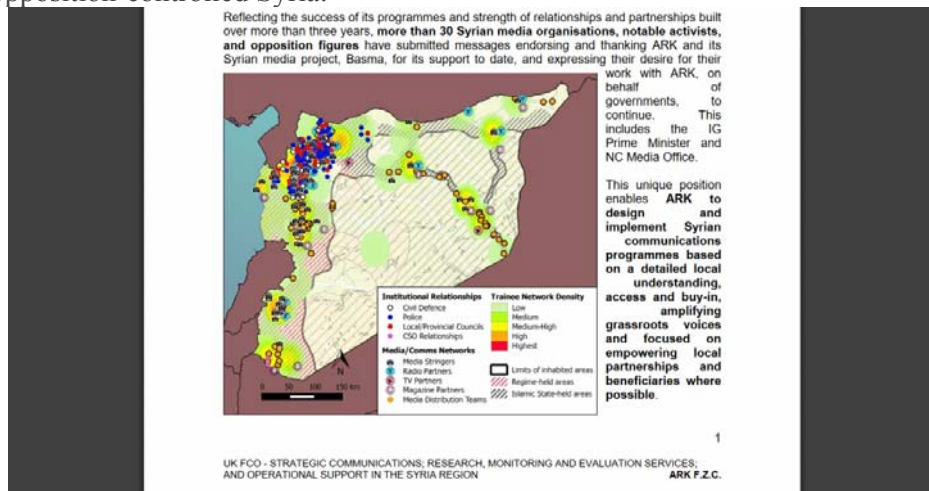 opposition-controlled Syria.
Reflecting the success of its programmes and strength of relationships and partnerships built
over more than three years, more than 30 Syrian media organisations, notable activists,
and opposition figures have submitted messages endorsing and thanking ARK and its
Syrian media project, Basma, for its support to date, and expressing their desire for their
work with ARK, on
behalf of
governments, to
continue. This
includes the IG
Prime Minister and
NC Media Office.
This unique position
enables ARK to
design and
implement Syrian
communications
programmes based
on a detailed local
understanding,
access and buy-in,
amplifying
grassroots voices
and focused on
empowering local
partnerships and
beneficiaries where
possible.
Institutional Relationships
Civil Defence
Police
Local/Provincial Councils
CSO Relationships
Media/Comms Networks
Media Stringers
Radio Partners
TV Partners
Magazine Partners
Media Distribution Teams
Trainee Network Density
Low
Medium
Medium-High
High
Highest
Limits of inhabited areas
Regime-held areas
Islamic State-held areas
N
0 50 100 150 km
1
UK FCO - STRATEGIC COMMUNICATIONS; RESEARCH, MONITORING AND EVALUATION SERVICES;
AND OPERATIONAL SUPPORT IN THE SYRIA REGION ARK F.Z.C.